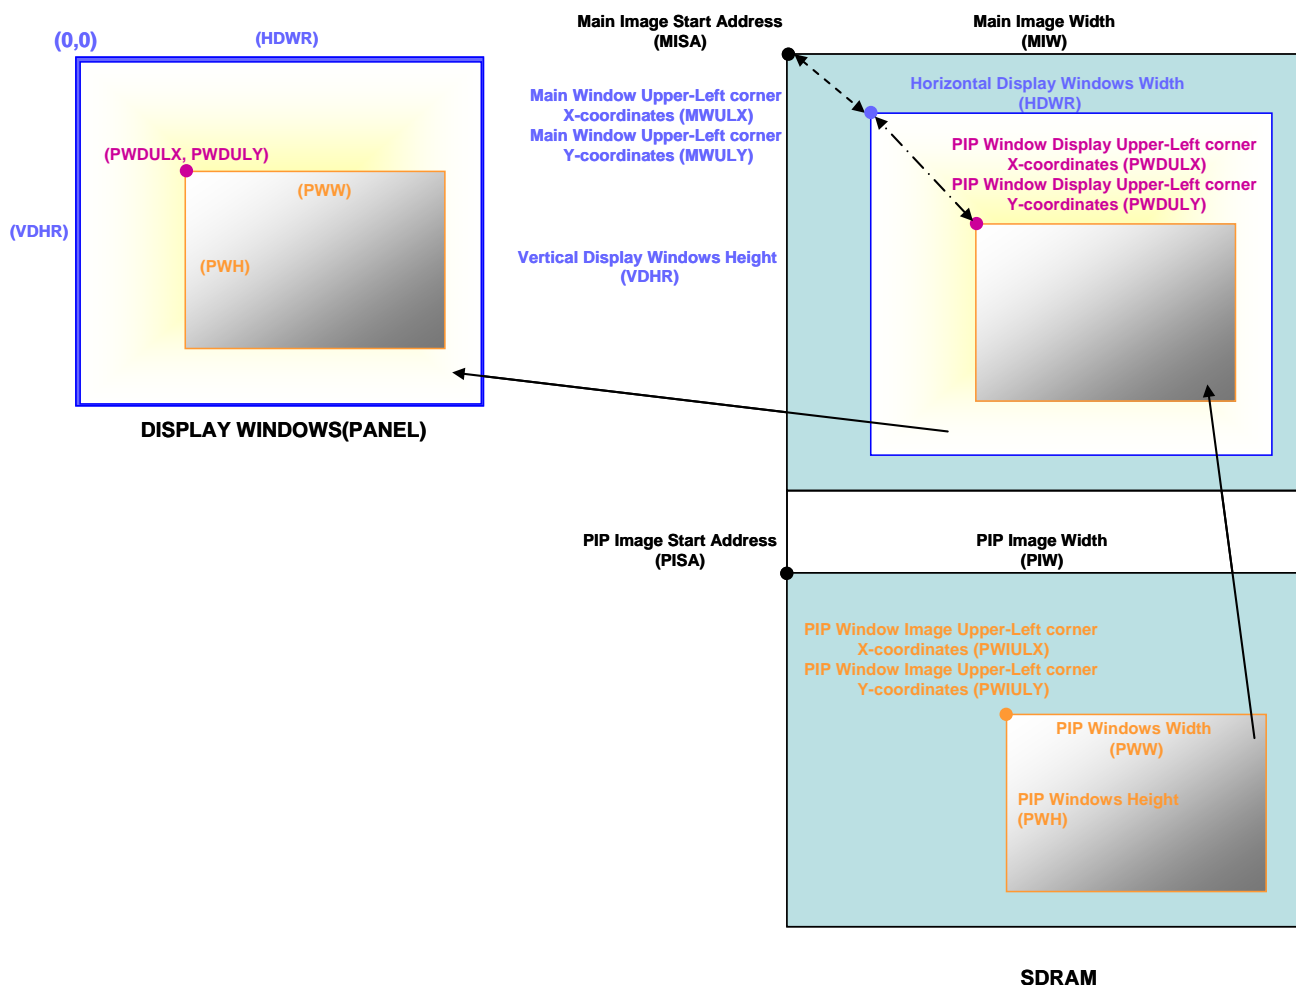 (0,0)
(HDWR)
(PWDULX, PWDULY)
(PWW)
(VDHR)
(PWH)
DISPLAY WINDOWS(PANEL)
Main Image Start Address
(MISA)
Main Image Width
(MIW)
Main Window Upper-Left corner
X-coordinates (MWULX)
Main Window Upper-Left corner
Y-coordinates (MWULY)
Horizontal Display Windows Width
(HDWR)
PIP Window Display Upper-Left corner
X-coordinates (PWDULX)
PIP Window Display Upper-Left corner
Y-coordinates (PWDULY)
Vertical Display Windows Height
(VDHR)
PIP Image Start Address
(PISA)
PIP Image Width
(PIW)
PIP Window Image Upper-Left corner
X-coordinates (PWIULX)
PIP Window Image Upper-Left corner
Y-coordinates (PWIULY)
PIP Windows Width
(PWW)
PIP Windows Height
(PWH)
SDRAM